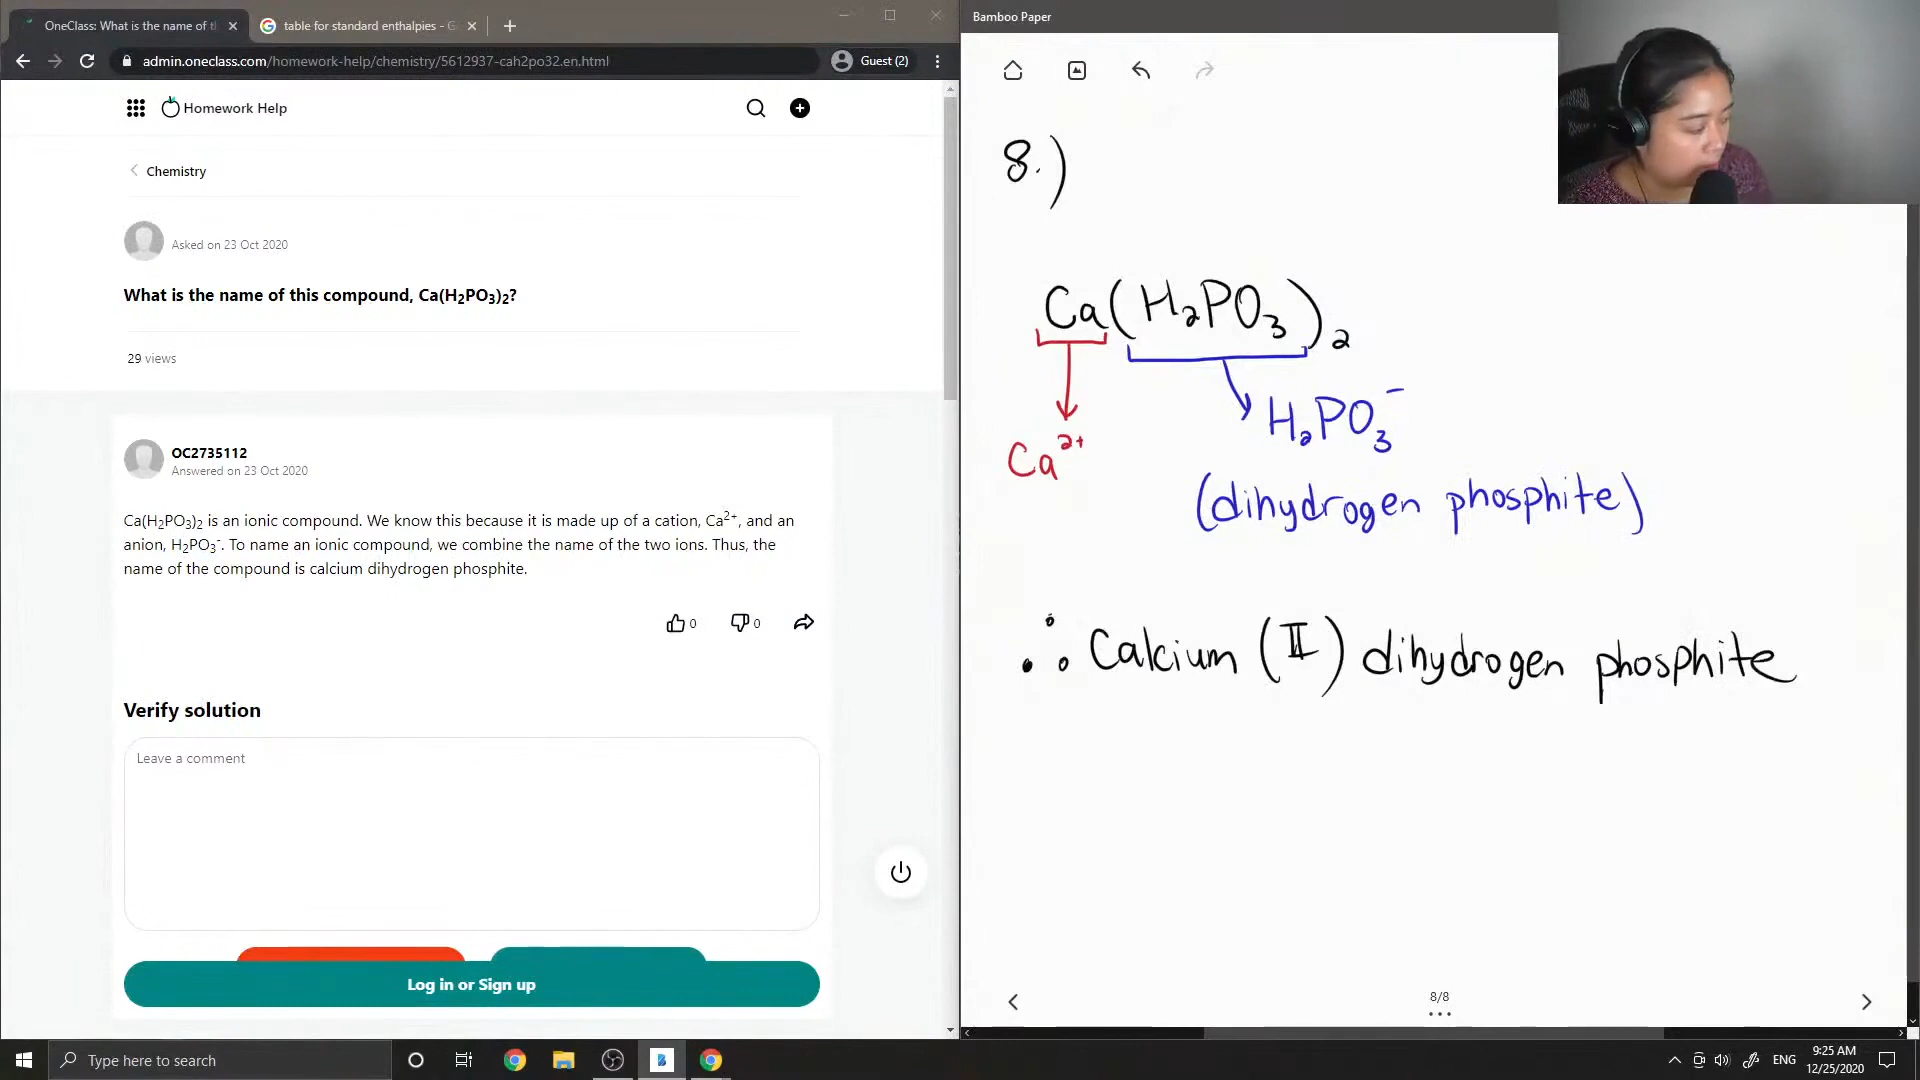 OneClass: What is the name of t
table for standard enthalpies - G
Bamboo Paper
admin.oneclass.com/homework-help/chemistry/5612937-cah2po32.en.html
Guest (2)
Homework Help
Chemistry
Asked on 23 Oct 2020
What is the name of this compound, Ca(H₂PO₃)₂?
29 views
OC2735112
Answered on 23 Oct 2020
Ca(H₂PO₃)₂ is an ionic compound. We know this because it is made up of a cation, Ca²⁺, and an
anion, H₂PO₃⁻. To name an ionic compound, we combine the name of the two ions. Thus, the
name of the compound is calcium dihydrogen phosphite.
0
0
Verify solution
Leave a comment
Log in or Sign up
8.)
Ca(H₂PO₃)₂
H₂PO₃⁻
Ca²⁺
(dihydrogen phosphite)
∴ Calcium (II) dihydrogen phosphite
8/8
Type here to search
ENG
9:25 AM
12/25/2020